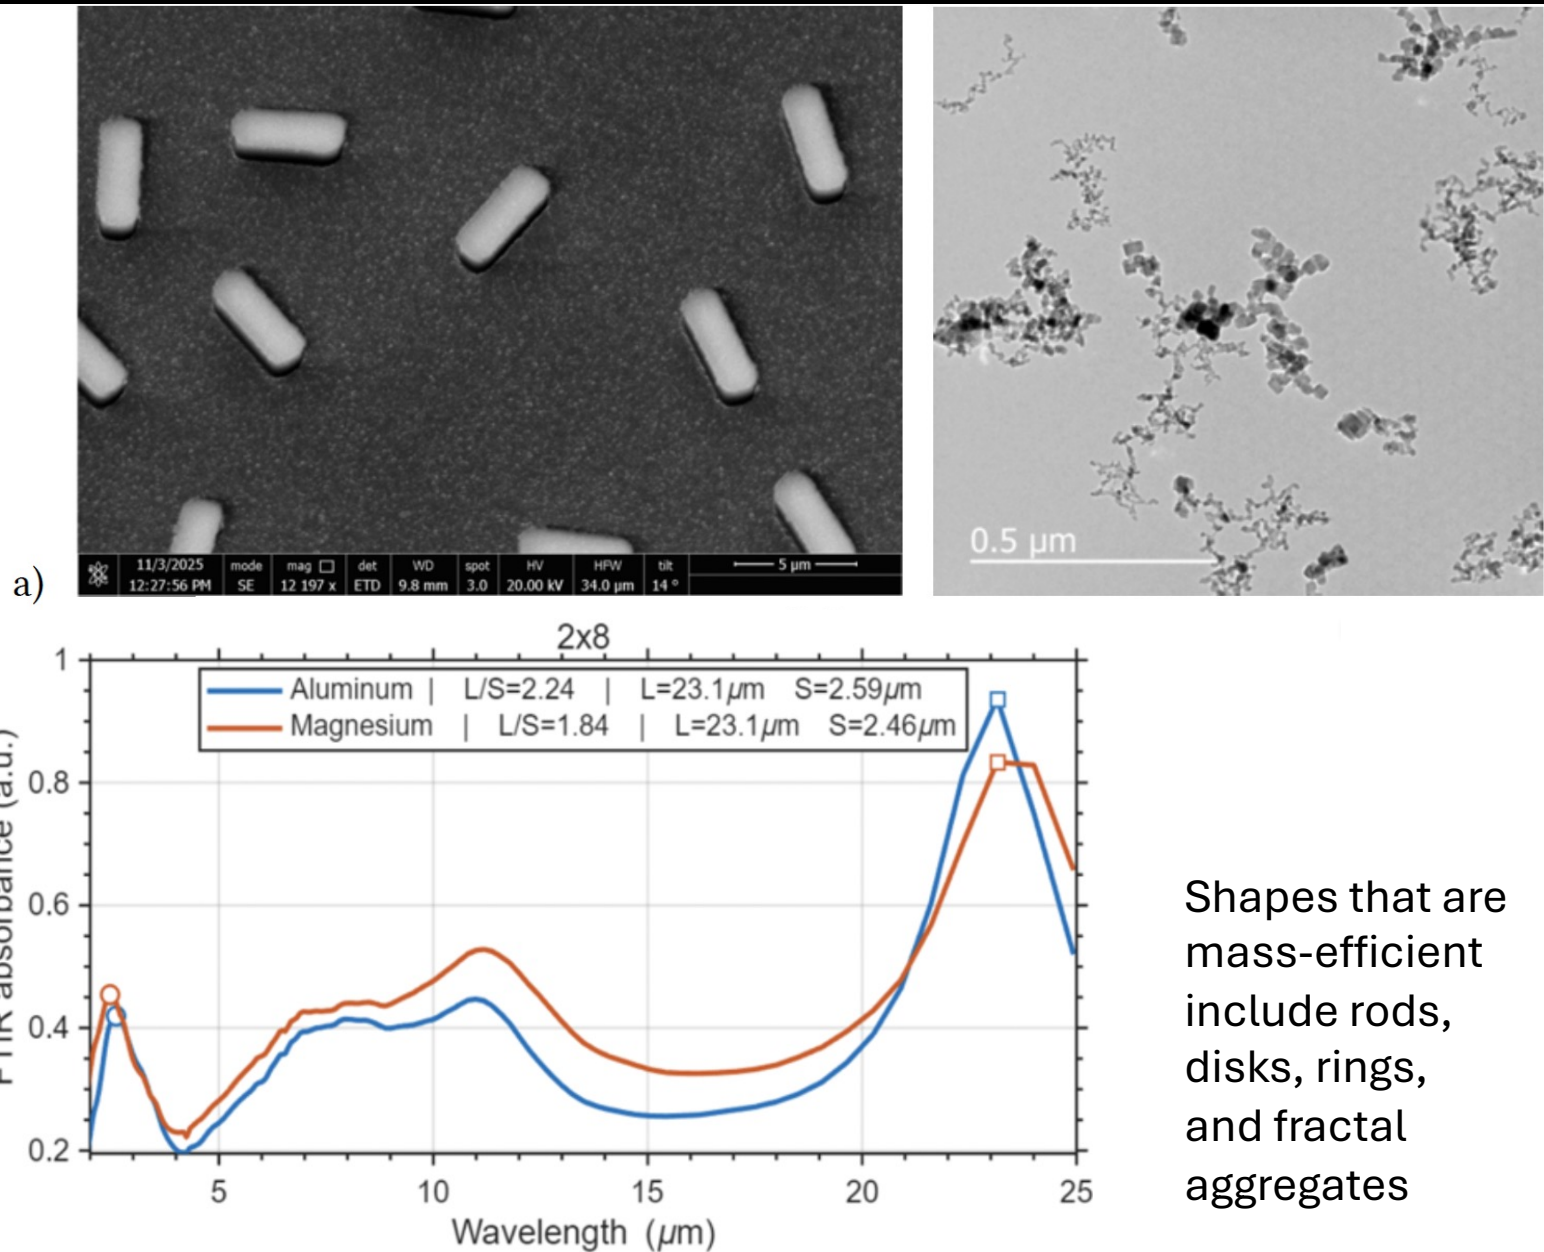 a)
11/3/2025
12:27:56 PM
mode
SE
mag
12 197 x
det
ETD
WD
9.8 mm
spot
3.0
HV
20.00 kV
HFW
34.0 µm
tilt
14 °
5 µm
0.5 µm
2x8
Aluminum | L/S=2.24 | L=23.1µm S=2.59µm
Magnesium | L/S=1.84 | L=23.1µm S=2.46µm
1
0.8
0.6
0.4
0.2
absorbance (a.u.)
5 10 15 20 25
Wavelength (µm)
Shapes that are
mass-efficient
include rods,
disks, rings,
and fractal
aggregates